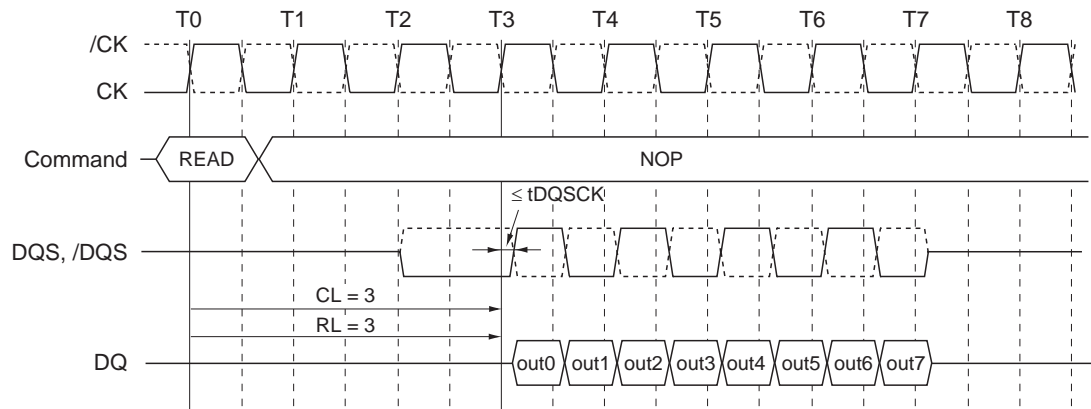 T0 T1 T2 T3 T4 T5 T6 T7 T8
/CK
CK
Command READ NOP
≤ tDQSCK
DQS, /DQS
CL = 3
RL = 3
DQ out0 out1 out2 out3 out4 out5 out6 out7